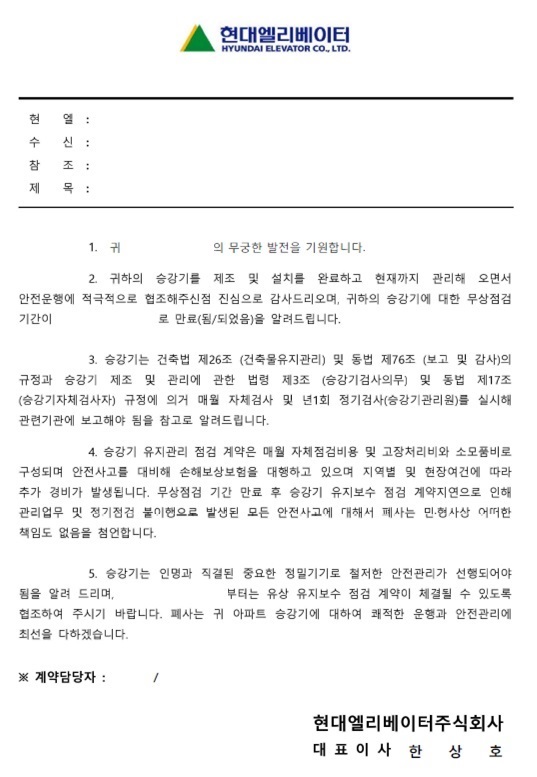 현대엘리베이터
HYUNDAI ELEVATOR CO., LTD.
현 엘 :
수 신 :
참 조 :
제 목 :
1. 귀 의 무궁한 발전을 기원합니다.
2. 귀하의 승강기를 제조 및 설치를 완료하고 현재까지 관리해 오면서
안전운행에 적극적으로 협조해주신점 진심으로 감사드리오며, 귀하의 승강기에 대한 무상점검
기간이 로 만료(됨/되었음)을 알려드립니다.
3. 승강기는 건축법 제26조 (건축물유지관리) 및 동법 제76조 (보고 및 감사)의
규정과 승강기 제조 및 관리에 관한 법령 제3조 (승강기검사의무) 및 동법 제17조
(승강기자체검사자) 규정에 의거 매월 자체검사 및 년1회 정기검사(승강기관리원)를 실시해
관련기관에 보고해야 됨을 참고로 알려드립니다.
4. 승강기 유지관리 점검 계약은 매월 자체점검비용 및 고장처리비와 소모품비로
구성되며 안전사고를 대비해 손해보상보험을 대행하고 있으며 지역별 및 현장여건에 따라
추가 경비가 발생됩니다. 무상점검 기간 만료 후 승강기 유지보수 점검 계약지연으로 인해
관리업무 및 정기점검 불이행으로 발생된 모든 안전사고에 대해서 폐사는 민·형사상 어떠한
책임도 없음을 첨언합니다.
5. 승강기는 인명과 직결된 중요한 정밀기기로 철저한 안전관리가 선행되어야
됨을 알려 드리며, 부터는 유상 유지보수 점검 계약이 체결될 수 있도록
협조하여 주시기 바랍니다. 폐사는 귀 아파트 승강기에 대하여 쾌적한 운행과 안전관리에
최선을 다하겠습니다.
※ 계약담당자 : /
현대엘리베이터주식회사
대 표 이 사 한 상 호